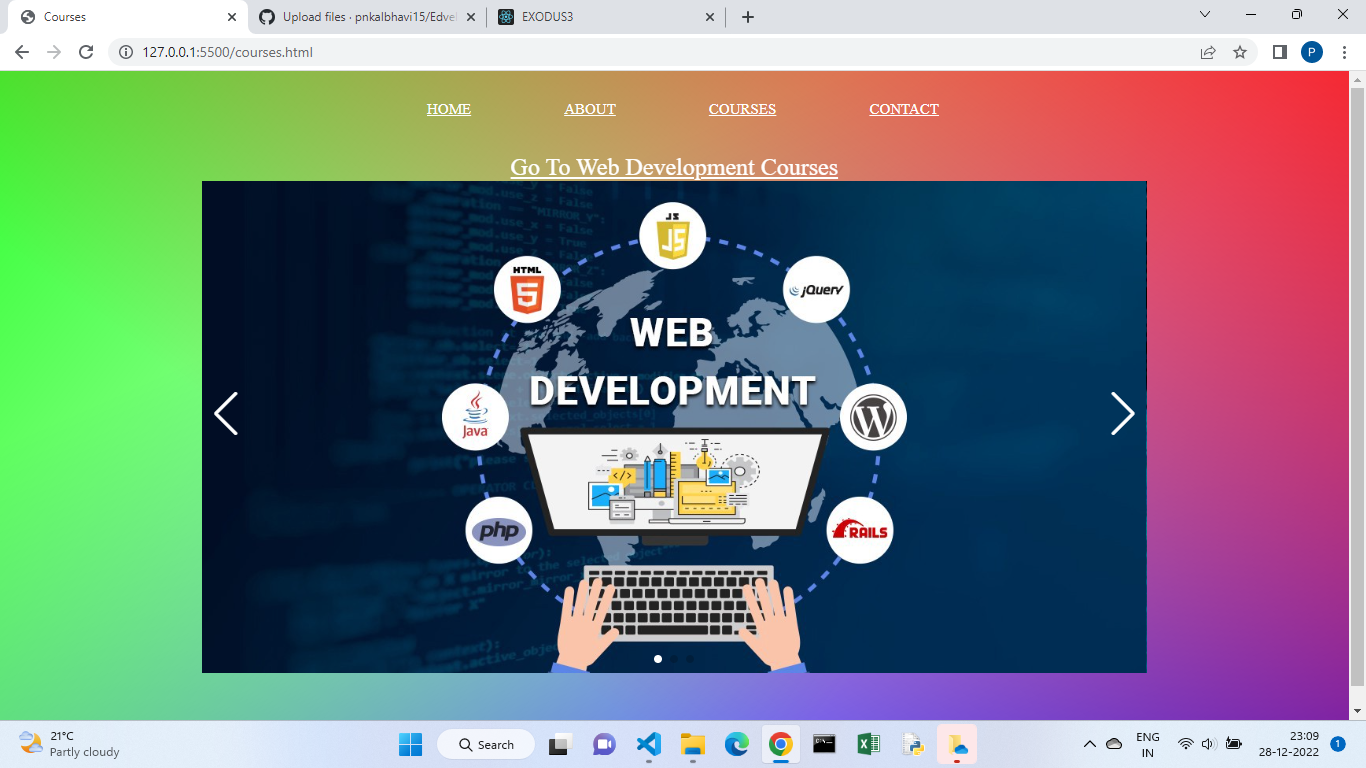 Courses
Upload files · pnkalbhavi15/Edvel
EXODUS3
127.0.0.1:5500/courses.html
P
HOME ABOUT COURSES CONTACT
Go To Web Development Courses
JS
JS
HTML
5
jQuery
WEB
DEVELOPMENT
Java
W
php
RAILS
21°C
Partly cloudy
Search
ENG
IN
23:09
28-12-2022
1